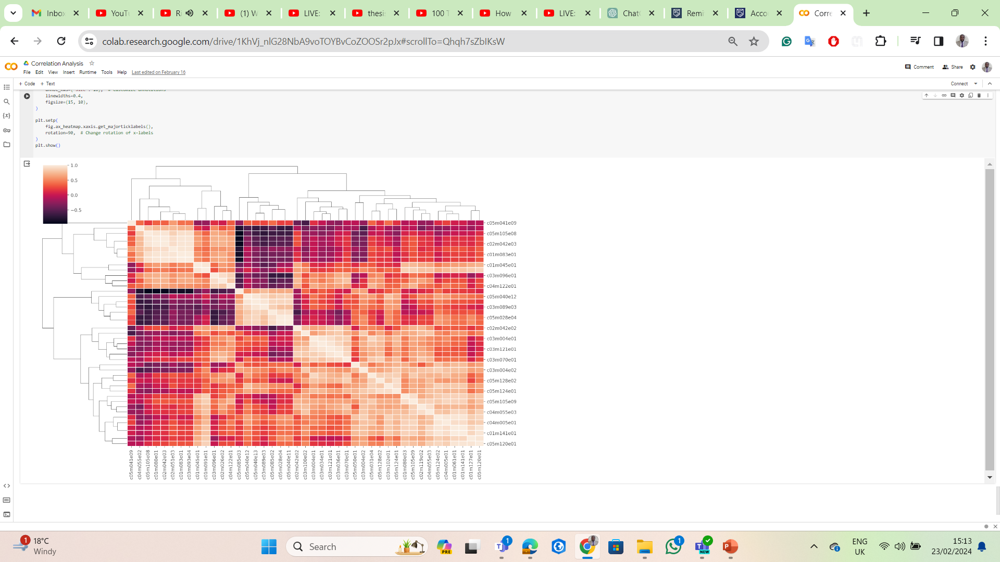 Inbox
YouT
Ri
(1) W
LIVE:
thesi
100 T
How
LIVE:
Chat
Remi
Acco
Corre
colab.research.google.com/drive/1KhVj_nlG28NbA9voTOYBvCoZOOSr2pJx#scrollTo=Qhqh7sZbIKsW
Correlation Analysis
Comment
Share
File Edit View Insert Runtime Tools Help Last edited on February 16
+ Code + Text
Connect
linewidths=0.4,
figsize=(15, 10),
)
plt.setp(
fig.ax_heatmap.xaxis.get_majorticklabels(),
rotation=90, # Change rotation of x-labels
)
plt.show()
1.0
0.5
0.0
−0.5
c05m041e09
c05m105e08
c02m042e03
c01m083e01
c01m045e01
c03m096e01
c04m122e01
c05m040e12
c03m089e03
c05m028e04
c02m042e02
c03m004e01
c03m121e01
c03m070e01
c03m004e02
c05m128e02
c05m124e01
c05m105e09
c04m055e03
c04m005e01
c01m141e01
c05m120e01
c05m041e09
c04m055e02
c05m105e08
c01m080e01
c02m042e03
c02m051e03
c01m083e01
c03m093e04
c01m045e01
c01m091e01
c03m096e01
c02m026e02
c04m122e01
c05m085e03
c05m040e12
c05m040e13
c03m089e03
c05m085e02
c05m028e04
c05m040e11
c02m042e02
c03m100e02
c03m004e01
c03m034e01
c03m121e01
c03m036e01
c03m070e01
c05m050e01
c03m004e02
c05m031e04
c05m128e02
c03m102e01
c05m124e01
c01m080e03
c05m105e09
c02m119e02
c04m055e03
c05m124e02
c04m005e01
c01m061e01
c01m141e01
c01m127e01
c05m120e01
1
18°C
Windy
Search
PRE
1
1
NEW
ENG
UK
15:13
23/02/2024